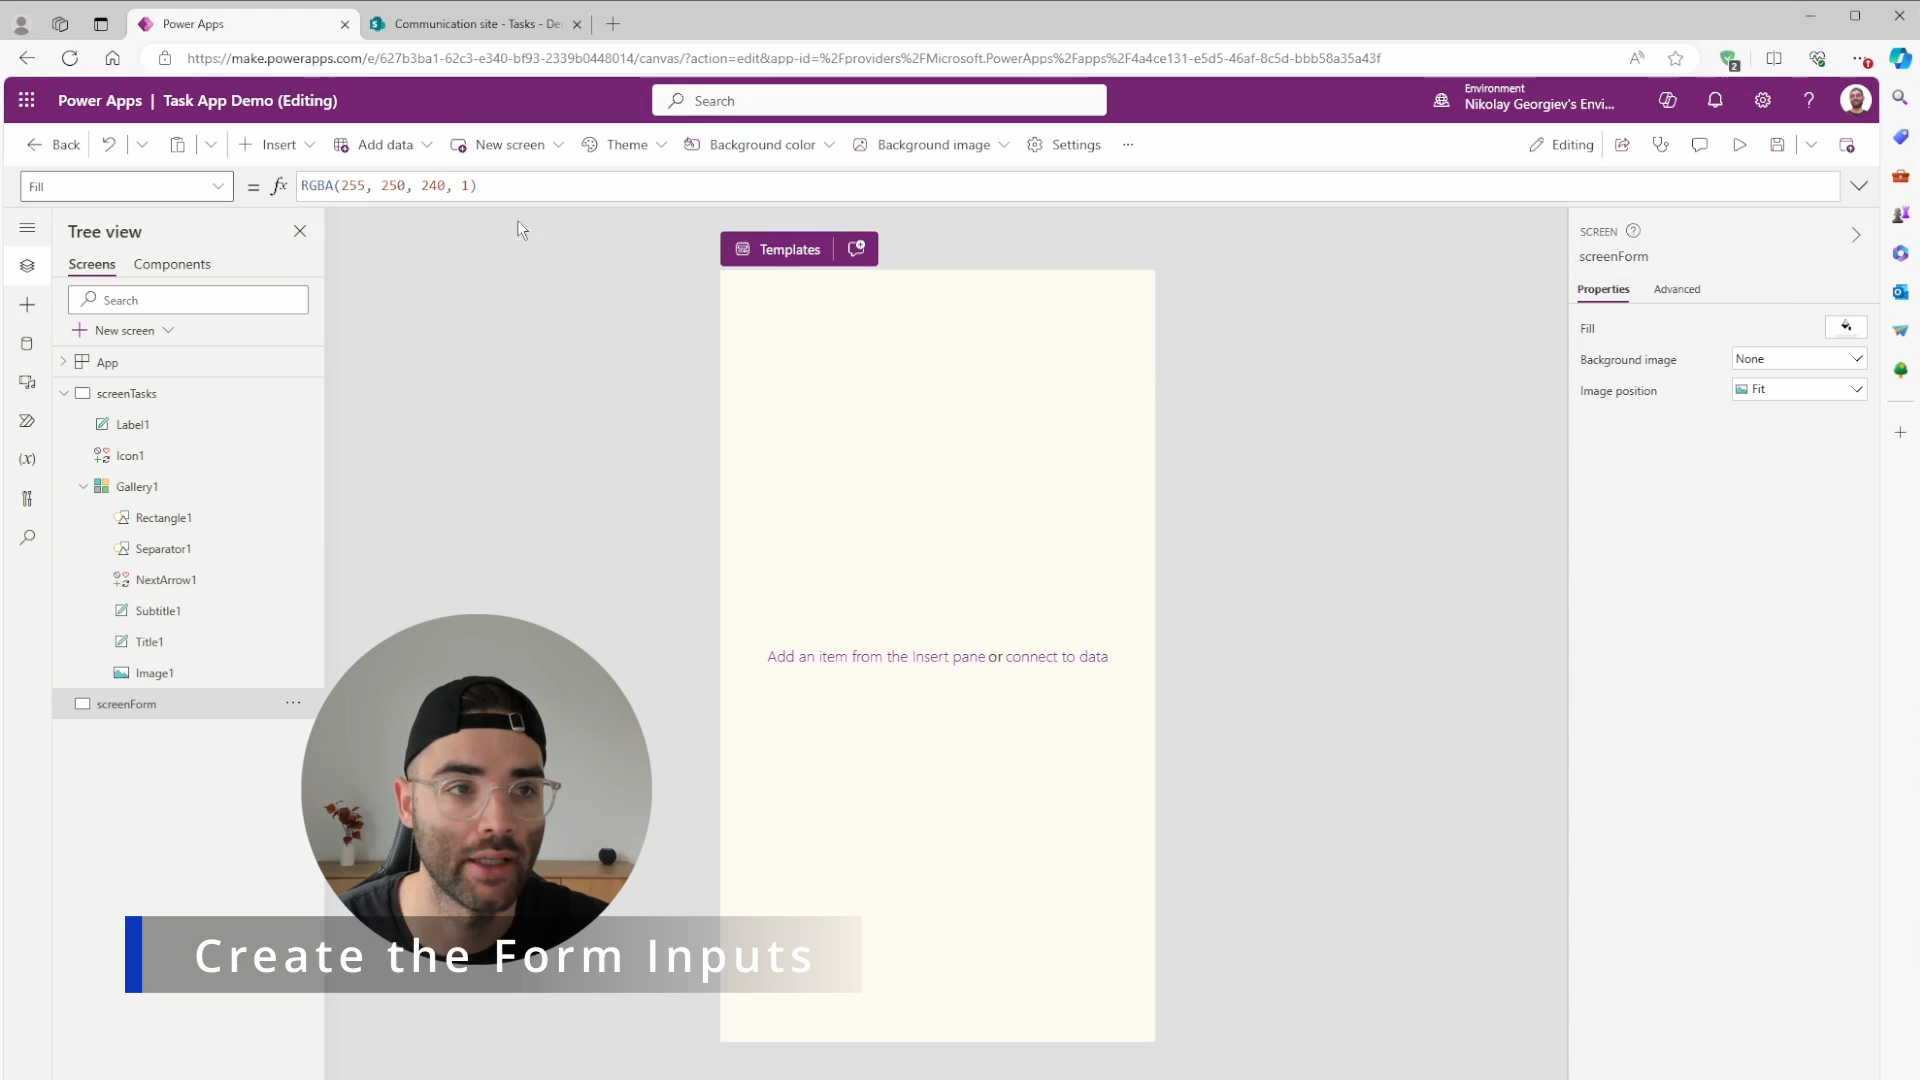 Power Apps
Communication site - Tasks - De
https://make.powerapps.com/e/627b3ba1-62c3-e340-bf93-2339b0448014/canvas/?action=edit&app-id=%2Fproviders%2FMicrosoft.PowerApps%2Fapps%2F4a4ce131-e5d5-46af-8c5d-bbb58a35a43f
2
Power Apps | Task App Demo (Editing)
Search
Environment
Nikolay Georgiev's Envi...
Back
Insert
Add data
New screen
Theme
Background color
Background image
Settings
Editing
Fill
= fx RGBA(255, 250, 240, 1)
Tree view
Screens
Components
Search
New screen
App
screenTasks
Label1
Icon1
Gallery1
Rectangle1
Separator1
NextArrow1
Subtitle1
Title1
Image1
screenForm
Templates
Add an item from the Insert pane or connect to data
SCREEN
screenForm
Properties
Advanced
Fill
Background image
None
Image position
Fit
Create the Form Inputs